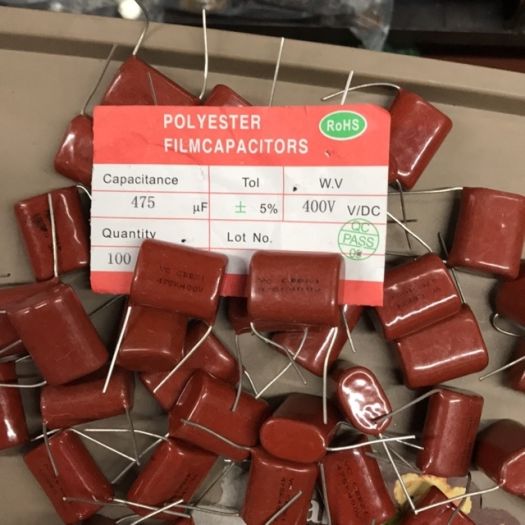 POLYESTER
FILMCAPACITORS
RoHS
Capacitance
475 μF
Tol
± 5%
W.V
400V V/DC
Quantity
100
Lot No.
QC
PASS